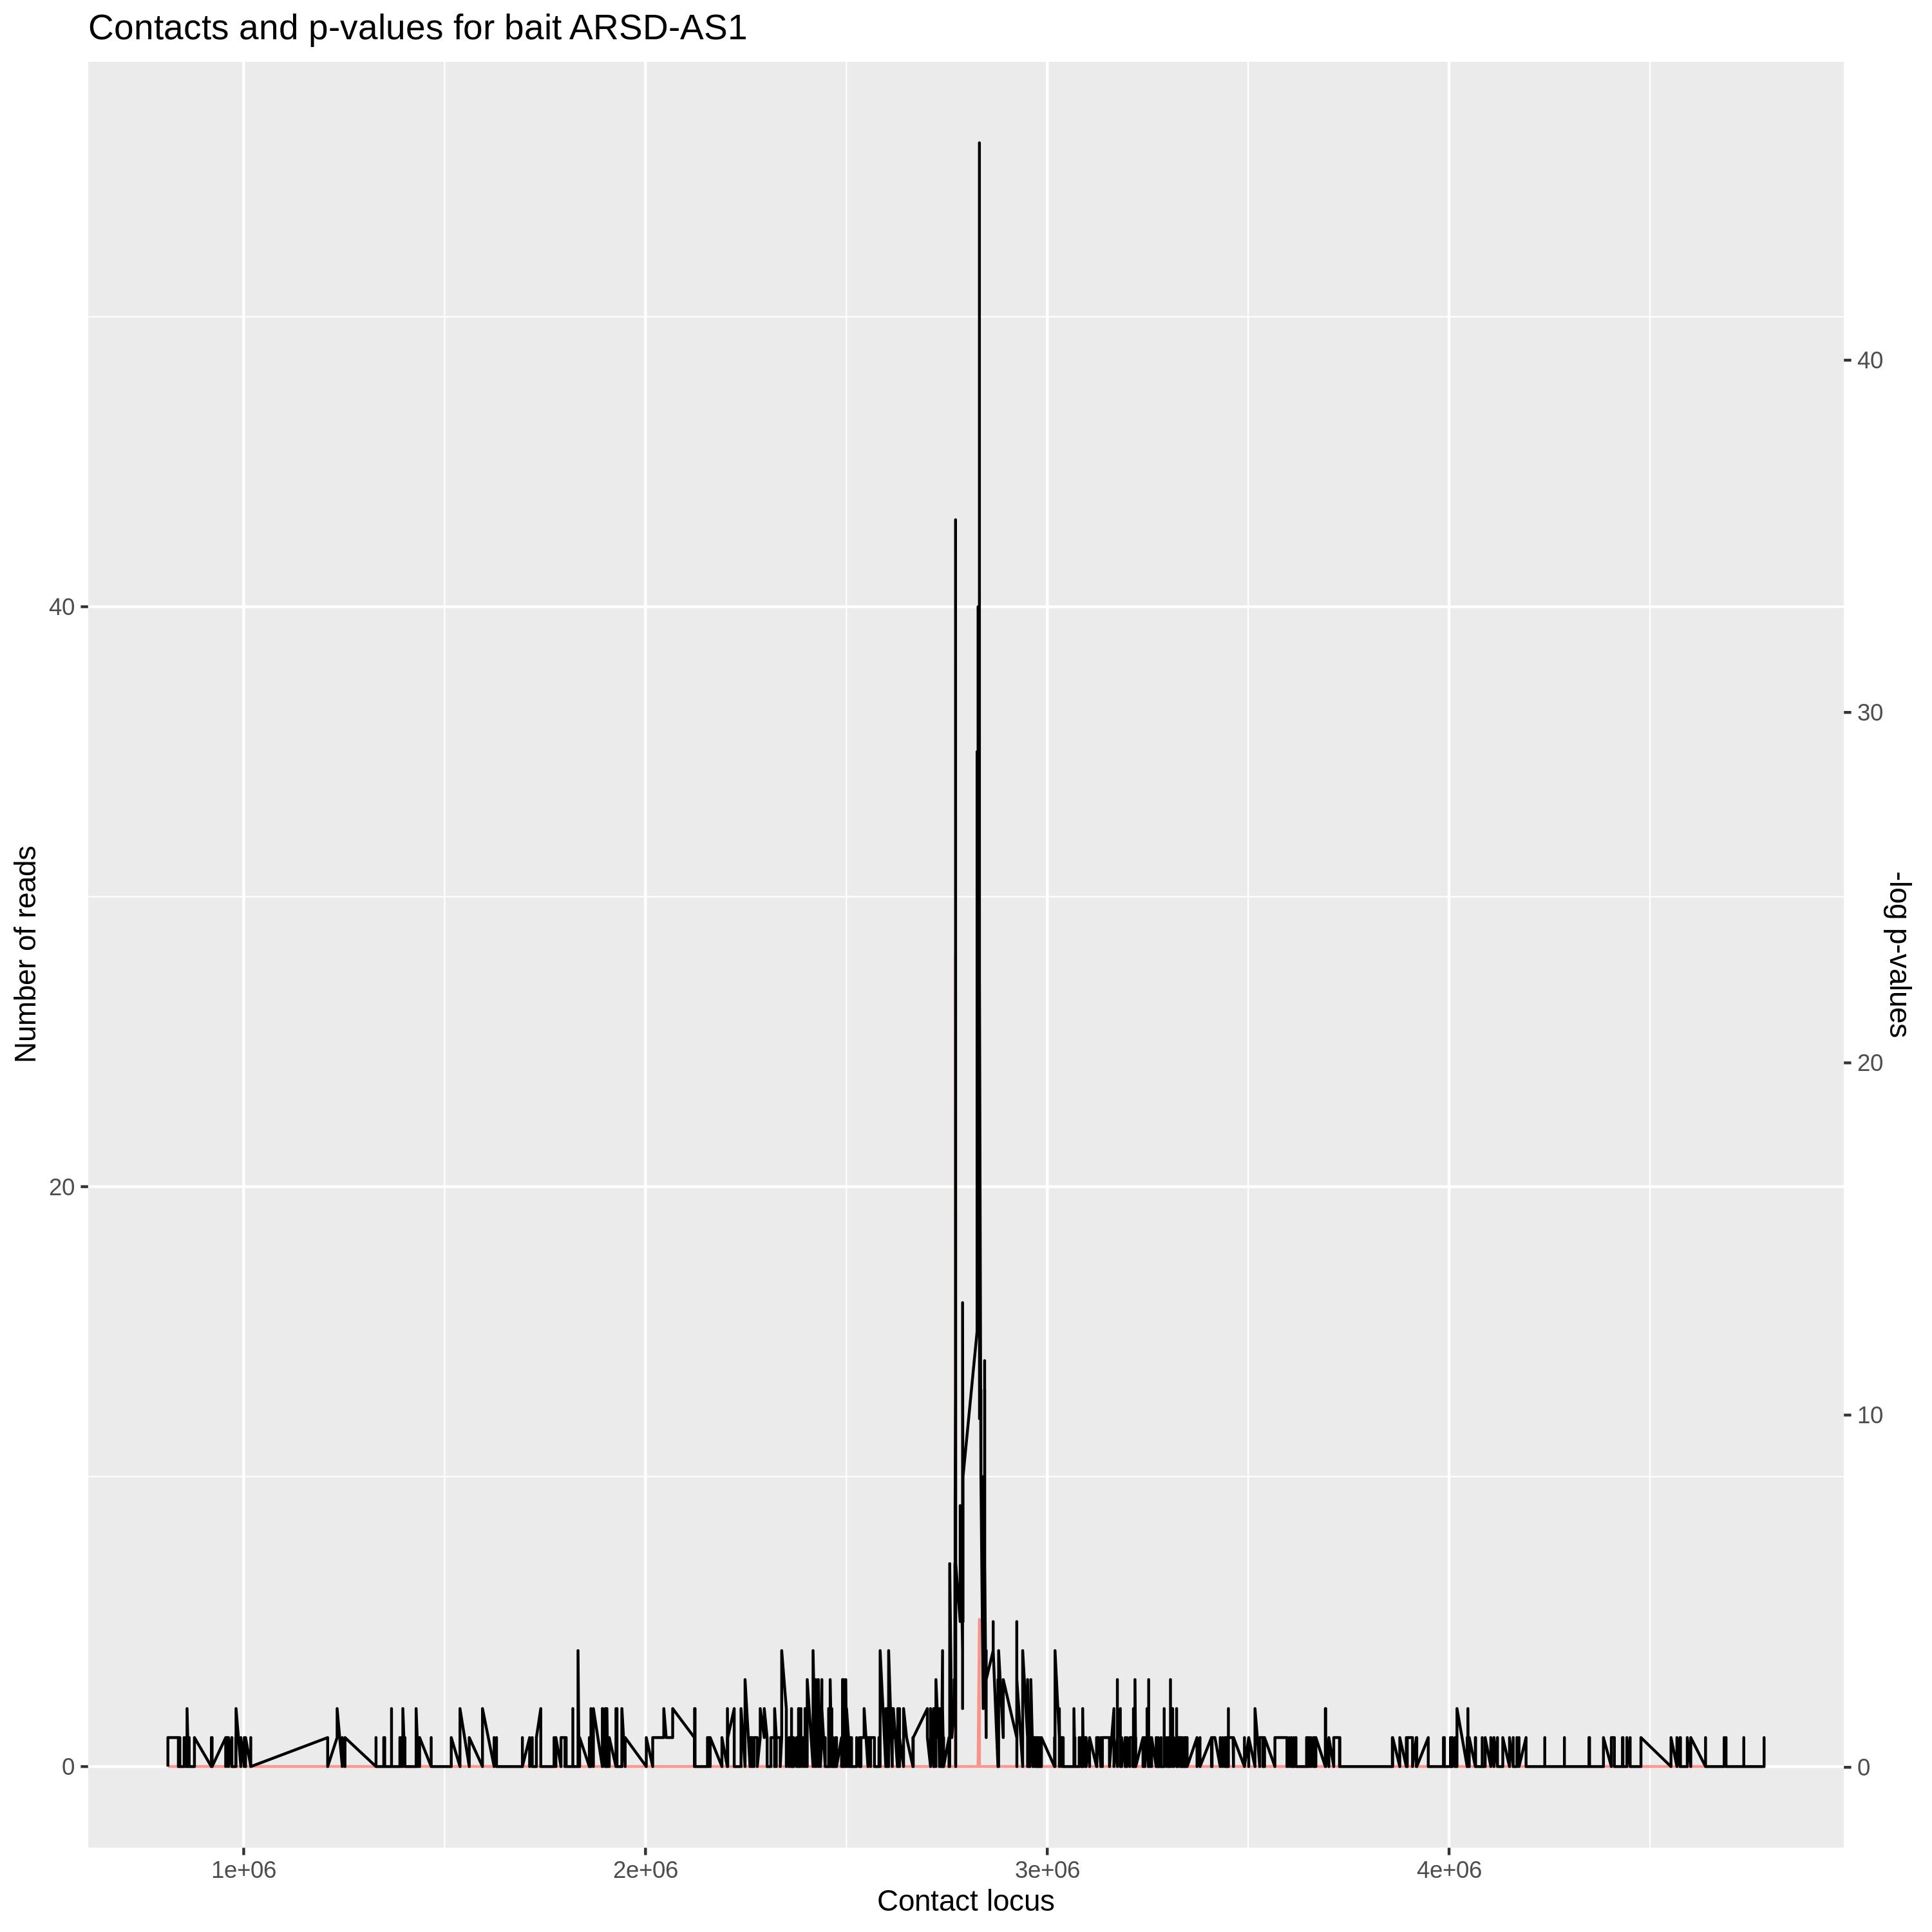 Contacts and p-values for bait ARSD-AS1
40
20
0
Number of reads
40
30
20
10
0
-log p-values
1e+06 2e+06 3e+06 4e+06
Contact locus